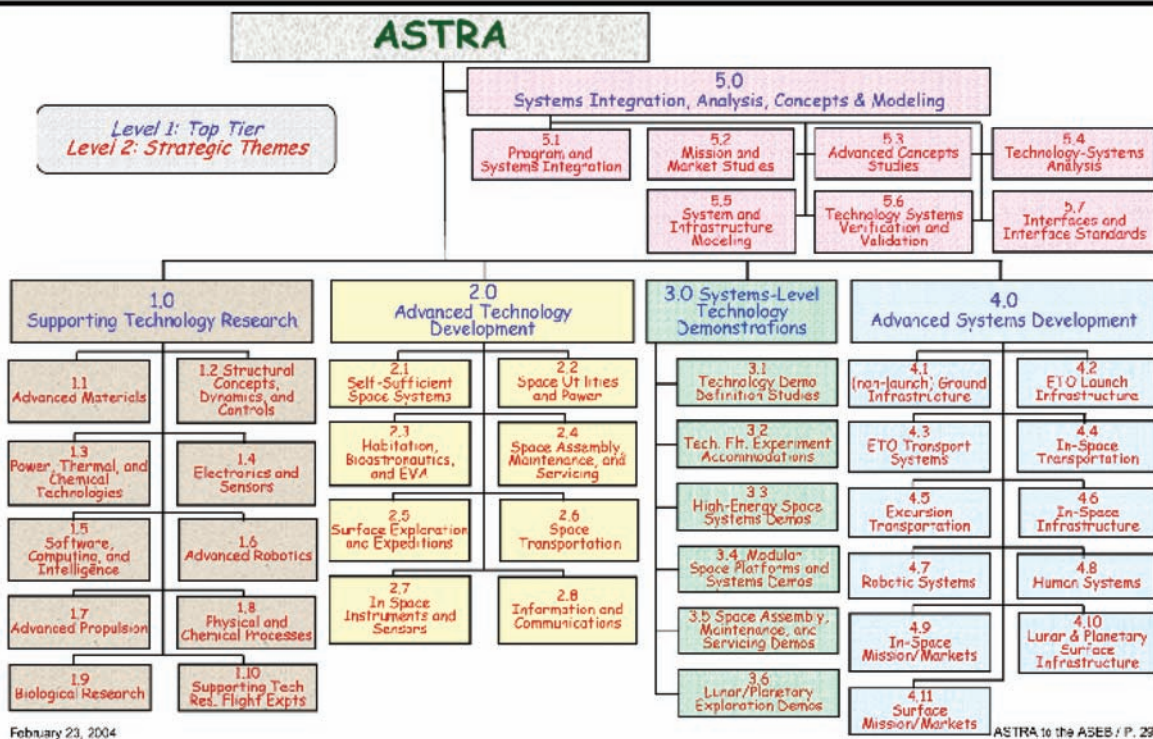 ASTRA
5.0
Systems Integration, Analysis, Concepts & Modeling
Level 1: Top Tier
Level 2: Strategic Themes
5.1
Program and
Systems Integration
5.2
Mission and
Market Studies
5.3
Advanced Concepts
Studies
5.4
Technology-Systems
Analysis
5.5
System and
Infrastructure
Modeling
5.6
Technology Systems
Verification and
Validation
5.7
Interfaces and
Interface Standards
1.0
Supporting Technology Research
1.1
Advanced Materials
1.2 Structural
Concepts,
Dynamics, and
Controls
1.3
Power, Thermal, and
Chemical
Technologies
1.4
Electronics and
Sensors
1.5
Software,
Computing, and
Intelligence
1.6
Advanced Robotics
1.7
Advanced Propulsion
1.8
Physical and
Chemical Processes
1.9
Biological Research
1.10
Supporting Tech
Res. Flight Expts
2.0
Advanced Technology
Development
2.1
Self-Sufficient
Space Systems
2.2
Space Utilities
and Power
2.3
Habitation,
Bioastronautics,
and EVA
2.4
Space Assembly,
Maintenance, and
Servicing
2.5
Surface Exploration
and Expeditions
2.6
Space
Transportation
2.7
In Space
Instruments and
Sensors
2.8
Information and
Communications
3.0 Systems-Level
Technology
Demonstrations
3.1
Technology Demo
Definition Studies
3.2
Tech. Flt. Experiment
Accommodations
3.3
High-Energy Space
Systems Demos
3.4 Modular
Space Platforms and
Systems Demos
3.5 Space Assembly,
Maintenance, and
Servicing Demos
3.6
Lunar/Planetary
Exploration Demos
4.0
Advanced Systems Development
4.1
(non-launch) Ground
Infrastructure
4.2
ETO Launch
Infrastructure
4.3
ETO Transport
Systems
4.4
In-Space
Transportation
4.5
Excursion
Transportation
4.6
In-Space
Infrastructure
4.7
Robotic Systems
4.8
Human Systems
4.9
In-Space
Mission/Markets
4.10
Lunar & Planetary
Surface
Infrastructure
4.11
Surface
Mission/Markets
February 23, 2004
ASTRA to the ASEB / P. 29